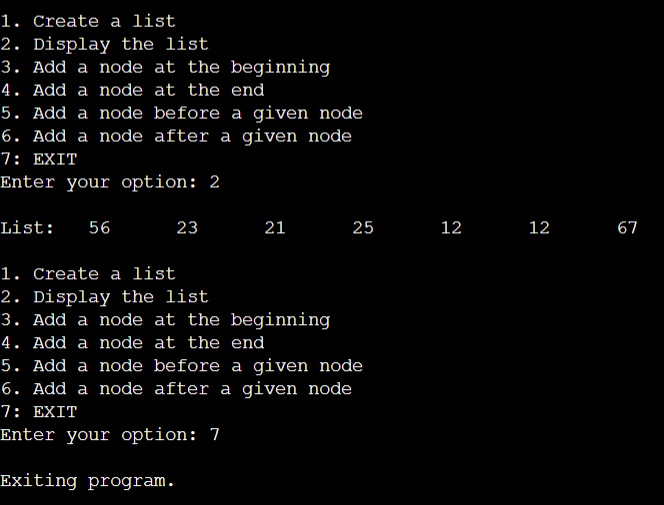 1. Create a list
2. Display the list
3. Add a node at the beginning
4. Add a node at the end
5. Add a node before a given node
6. Add a node after a given node
7: EXIT
Enter your option: 2
List:   56      23      21      25      12      12      67
1. Create a list
2. Display the list
3. Add a node at the beginning
4. Add a node at the end
5. Add a node before a given node
6. Add a node after a given node
7: EXIT
Enter your option: 7
Exiting program.